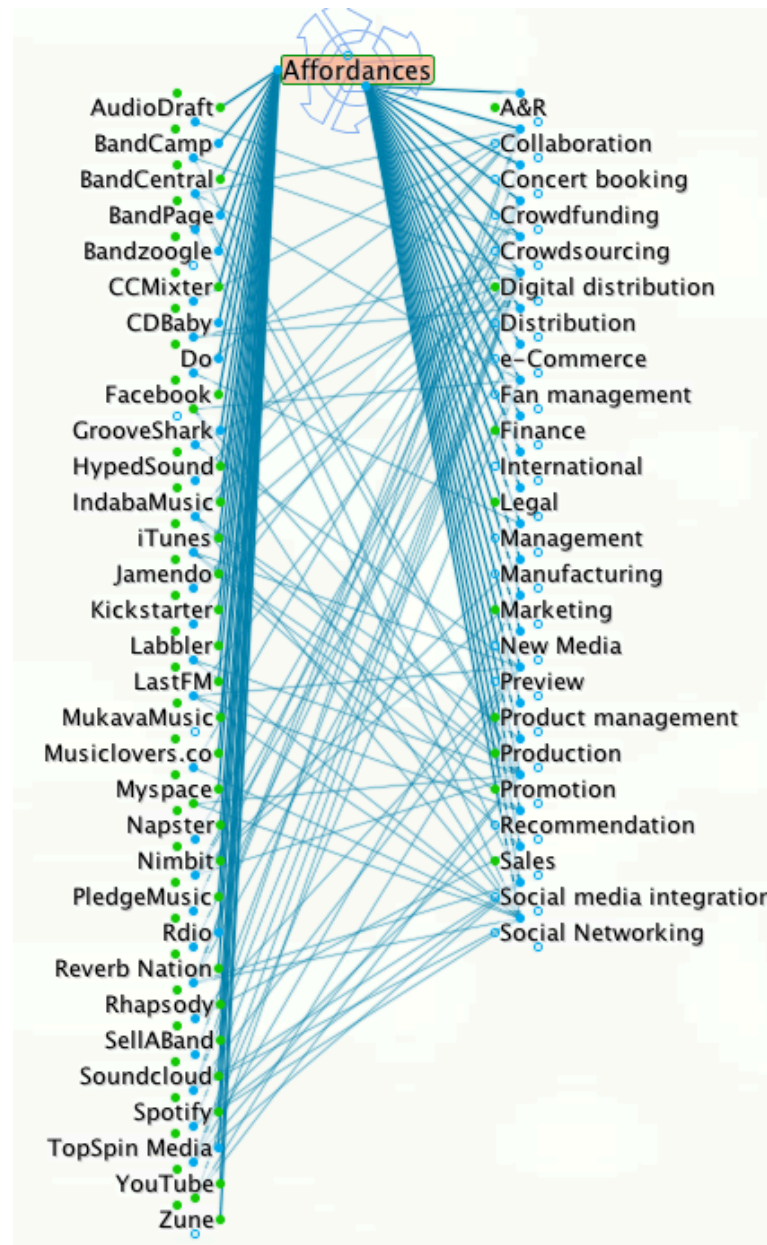 Affordances
AudioDraft
BandCamp
BandCentral
BandPage
Bandzoogle
CCMixter
CDBaby
Do
Facebook
GrooveShark
HypedSound
IndabaMusic
iTunes
Jamendo
Kickstarter
Labbler
LastFM
MukavaMusic
Musiclovers.co
Myspace
Napster
Nimbit
PledgeMusic
Rdio
Reverb Nation
Rhapsody
SellABand
Soundcloud
Spotify
TopSpin Media
YouTube
Zune
A&R
Collaboration
Concert booking
Crowdfunding
Crowdsourcing
Digital distribution
Distribution
e-Commerce
Fan management
Finance
International
Legal
Management
Manufacturing
Marketing
New Media
Preview
Product management
Production
Promotion
Recommendation
Sales
Social media integration
Social Networking